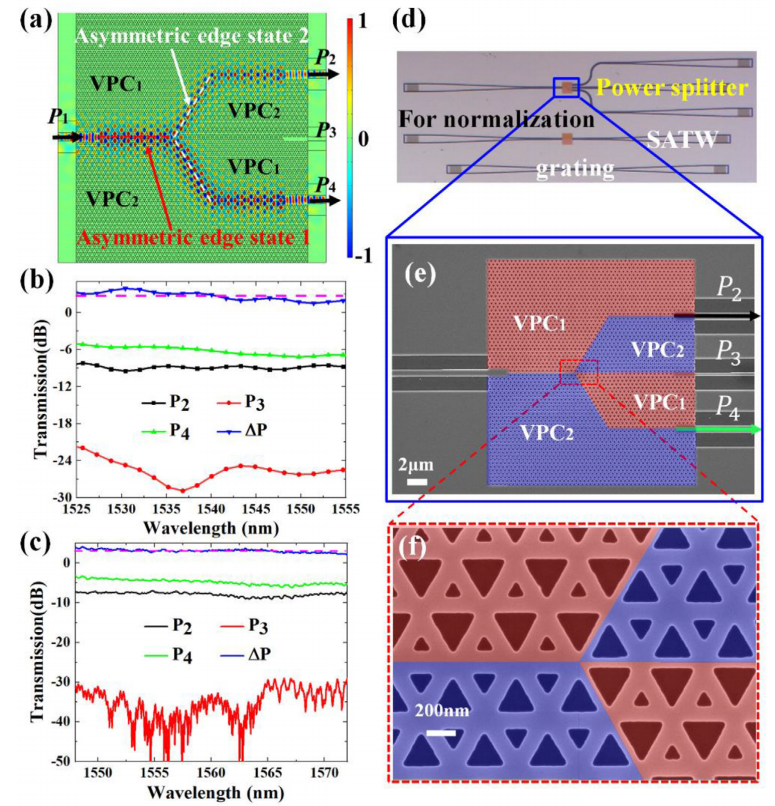 (a)
1
Asymmetric edge state 2
P2
VPC1
VPC2
P1
P3
0
VPC1
VPC2
P4
Asymmetric edge state 1
-1
(b)
Transmission(dB)
0
-6
-9
-18
-24
-30
P2
P3
P4
ΔP
1525
1530
1535
1540
1545
1550
1555
Wavelength (nm)
(c)
Transmission(dB)
10
0
-10
-20
-30
-40
-50
P2
P3
P4
ΔP
1550
1555
1560
1565
1570
Wavelength (nm)
(d)
Power splitter
For normalization
SATW
grating
(e)
P2
VPC1
VPC2
P3
VPC1
P4
VPC2
2μm
(f)
200nm